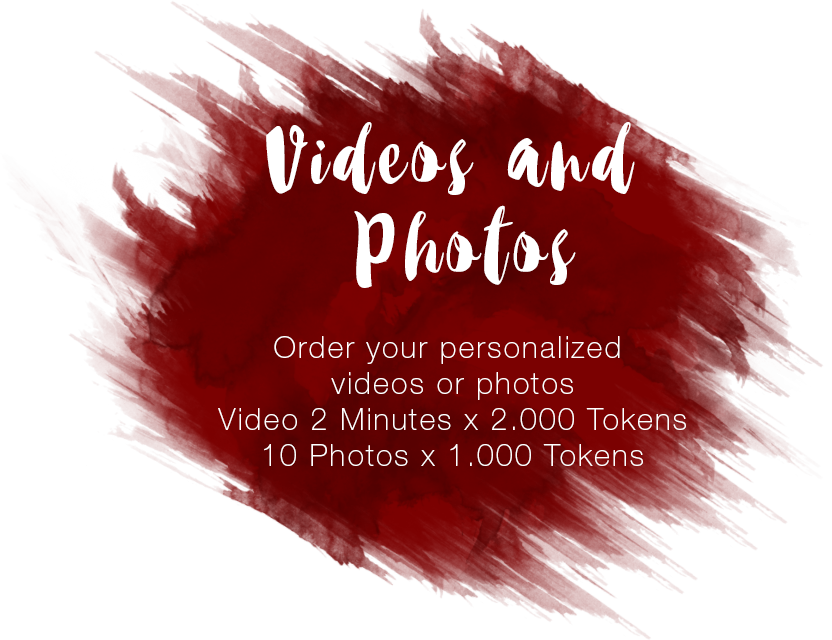 Videos and
Photos
Order your personalized
videos or photos
Video 2 Minutes x 2.000 Tokens
10 Photos x 1.000 Tokens